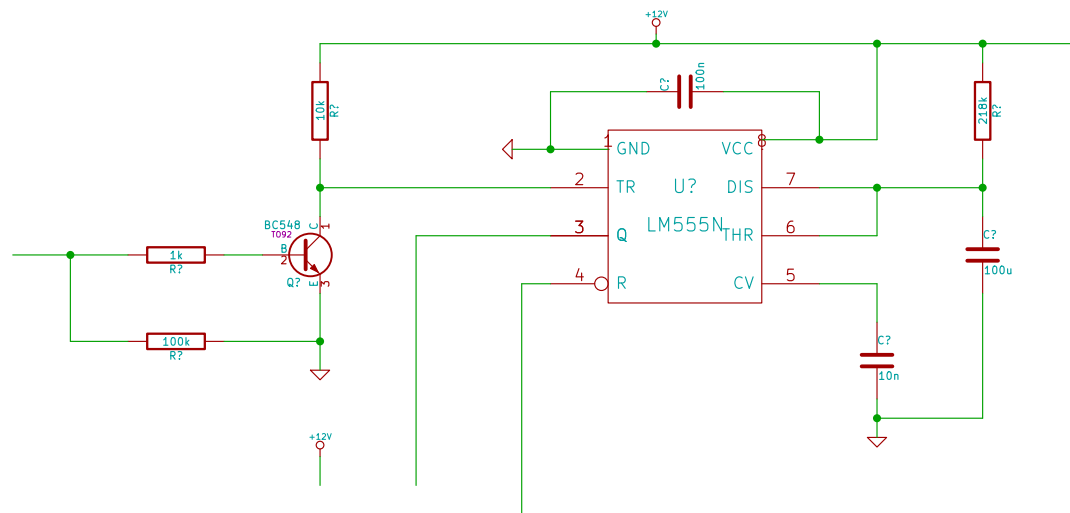 +12V
100n
C?
10k
R?
218k
R?
1
GND
VCC
8
2
TR
U?
DIS
7
LM555N
3
Q
THR
6
4
R
CV
5
BC548
TO92
C
1
B
2
Q?
E
3
1k
R?
100k
R?
C?
100u
C?
10n
+12V